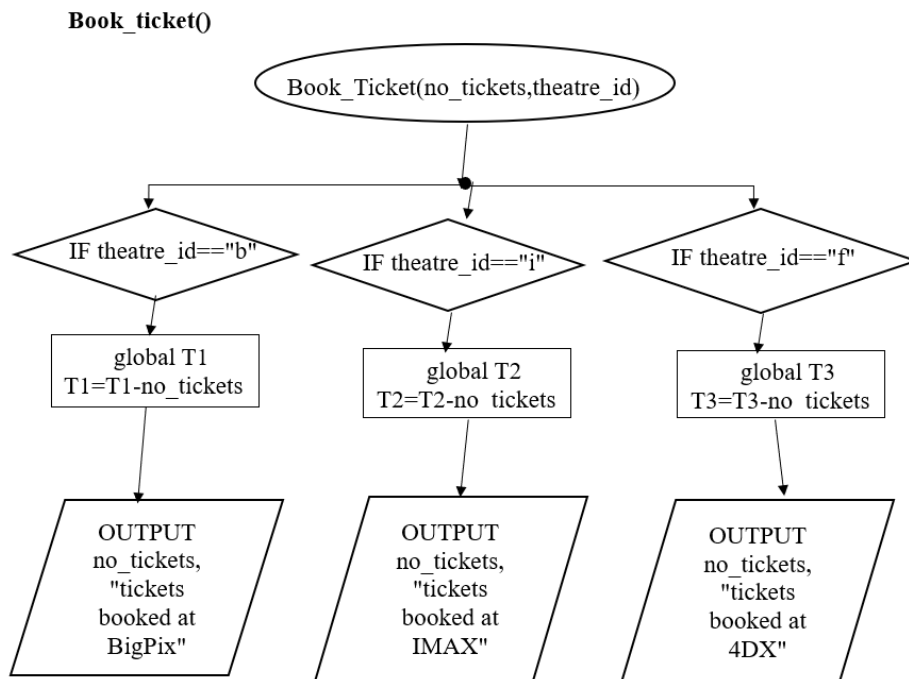 Book_ticket()
Book_Ticket(no_tickets,theatre_id)
IF theatre_id=="b"
IF theatre_id=="i"
IF theatre_id=="f"
global T1
T1=T1-no_tickets
global T2
T2=T2-no tickets
global T3
T3=T3-no tickets
OUTPUT
no_tickets,
"tickets
booked at
BigPix"
OUTPUT
no_tickets,
"tickets
booked at
IMAX"
OUTPUT
no_tickets,
"tickets
booked at
4DX"